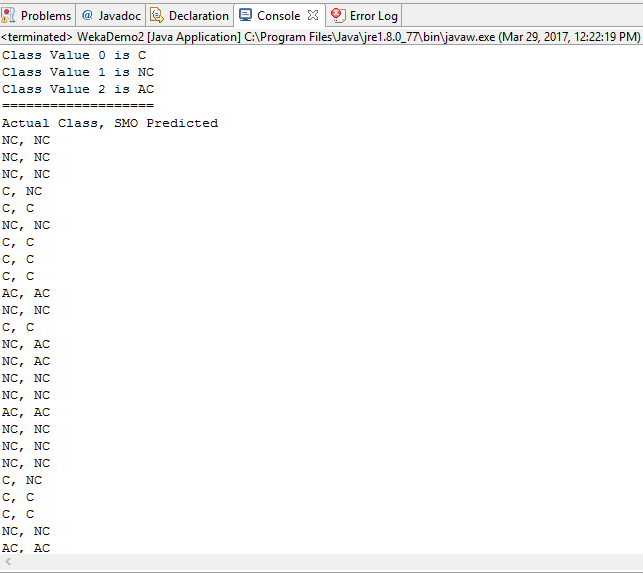 Problems @ Javadoc Declaration Console Error Log
<terminated> WekaDemo2 [Java Application] C:\Program Files\Java\jre1.8.0_77\bin\javaw.exe (Mar 29, 2017, 12:22:19 PM)
Class Value 0 is C
Class Value 1 is NC
Class Value 2 is AC
===================
Actual Class, SMO Predicted
NC, NC
NC, NC
NC, NC
C, NC
C, C
NC, NC
C, C
C, C
C, C
AC, AC
NC, NC
C, C
NC, AC
NC, AC
NC, NC
NC, NC
AC, AC
NC, NC
NC, NC
NC, NC
C, NC
C, C
C, C
NC, NC
AC, AC